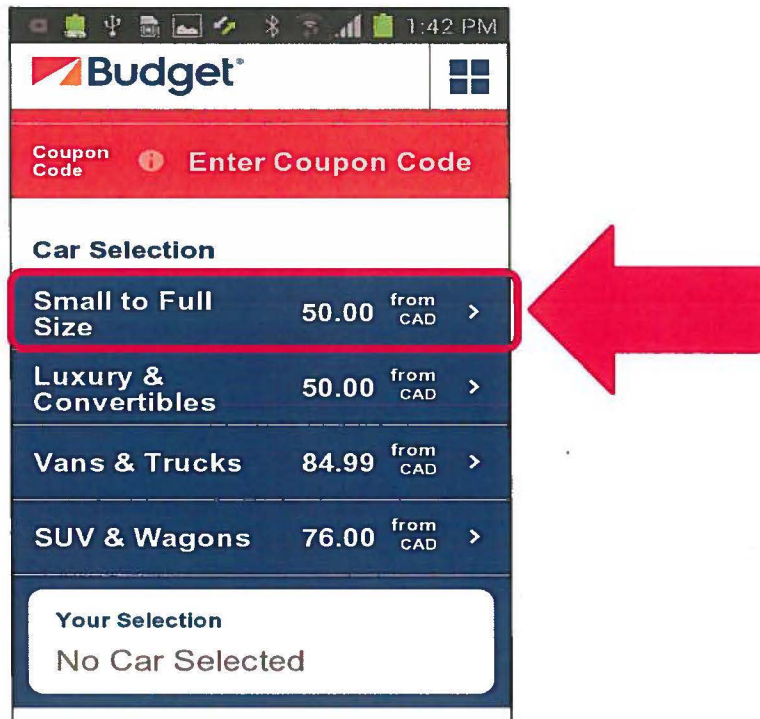 1:42 PM
Budget®
Coupon Code Enter Coupon Code
Car Selection
Small to Full Size 50.00 from CAD >
Luxury & Convertibles 50.00 from CAD >
Vans & Trucks 84.99 from CAD >
SUV & Wagons 76.00 from CAD >
Your Selection
No Car Selected